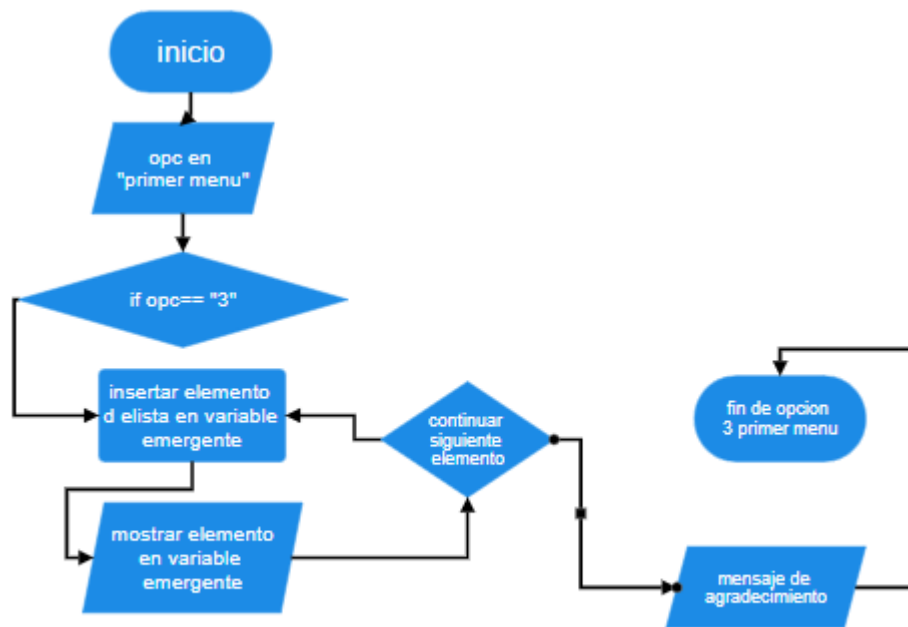 inicio
opc en
"primer menu"
if opc== "3"
insertar elemento
d elista en variable
emergente
continuar
siguiente
elemento
fin de opcion
3 primer menu
mostrar elemento
en variable
emergente
mensaje de
agradecimiento